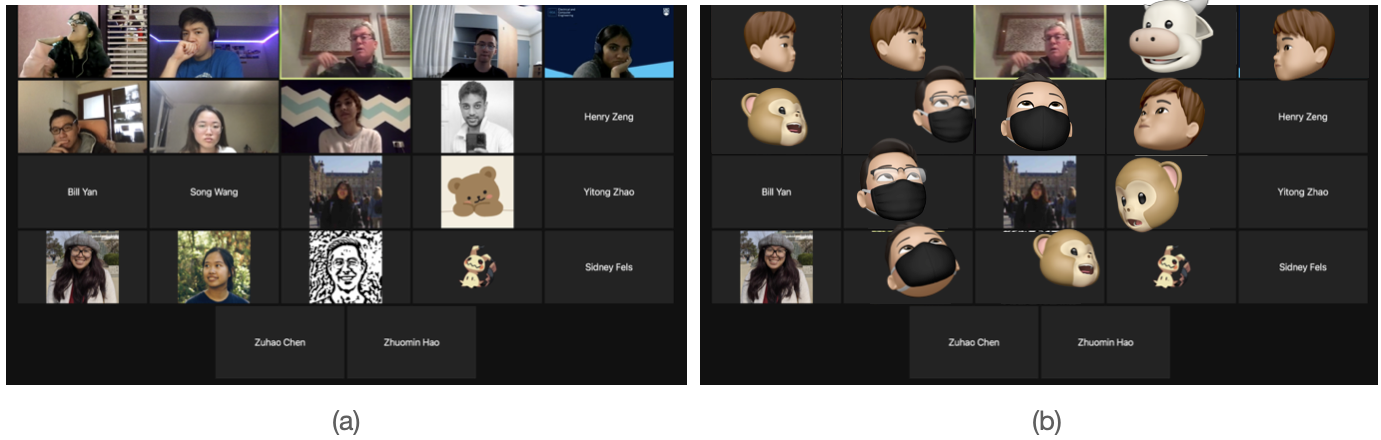 Henry Zeng
Bill Yan
Song Wang
Yitong Zhao
Sidney Fels
Zuhao Chen
Zhuomin Hao
(a)
Henry Zeng
Bill Yan
Yitong Zhao
Sidney Fels
Zuhao Chen
Zhuomin Hao
(b)